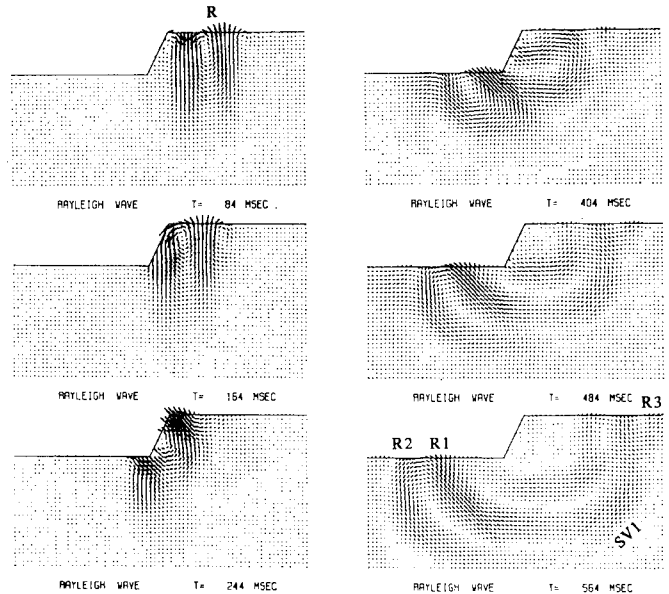 R
RAYLEIGH WAVE T= 84 MSEC.
RAYLEIGH WAVE T= 404 MSEC
RAYLEIGH WAVE T= 164 MSEC
RAYLEIGH WAVE T= 484 MSEC
R3
R2 R1
SV1
RAYLEIGH WAVE T= 244 MSEC
RAYLEIGH WAVE T= 564 MSEC